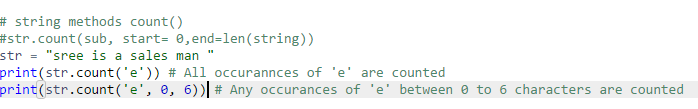 # string methods count()
#str.count(sub, start= 0,end=len(string))
str = "sree is a sales man "
print(str.count('e')) # All occurannces of 'e' are counted
print(str.count('e', 0, 6)) # Any occurances of 'e' between 0 to 6 characters are counted